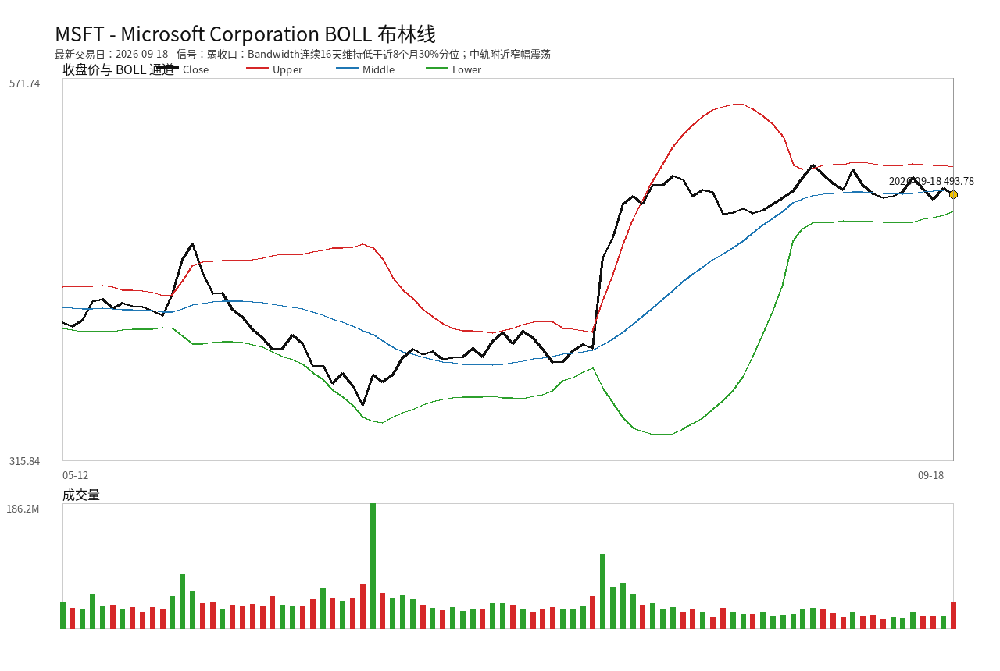 MSFT - Microsoft Corporation BOLL 布林线
最新交易日：2026-09-18 信号：弱收口：Bandwidth连续16天维持低于近8个月30%分位；中轨附近窄幅震荡
收盘价与 BOLL 通道 Close Upper Middle Lower
571.74
2026-09-18 493.78
315.84
05-12 09-18
成交量
186.2M